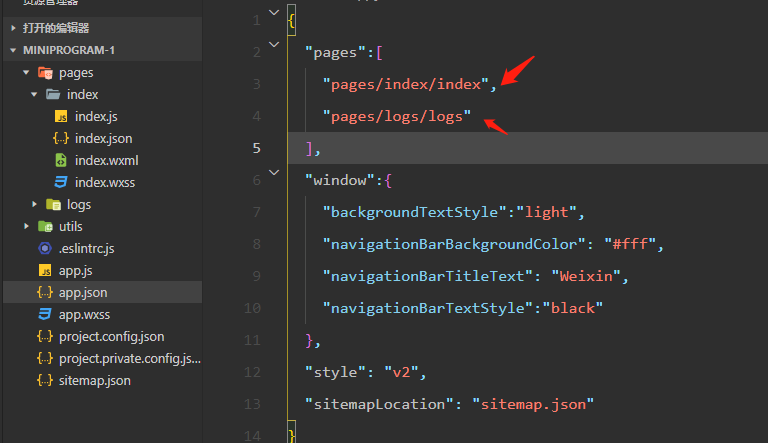 资源管理器
打开的编辑器
MINIPROGRAM-1
pages
index
index.js
index.json
index.wxml
index.wxss
logs
utils
.eslintrc.js
app.js
app.json
app.wxss
project.config.json
project.private.config.js...
sitemap.json
1 {
2 "pages":[
3 "pages/index/index",
4 "pages/logs/logs"
5 ],
6 "window":{
7 "backgroundTextStyle":"light",
8 "navigationBarBackgroundColor": "#fff",
9 "navigationBarTitleText": "Weixin",
10 "navigationBarTextStyle":"black"
11 },
12 "style": "v2",
13 "sitemapLocation": "sitemap.json"
14 }